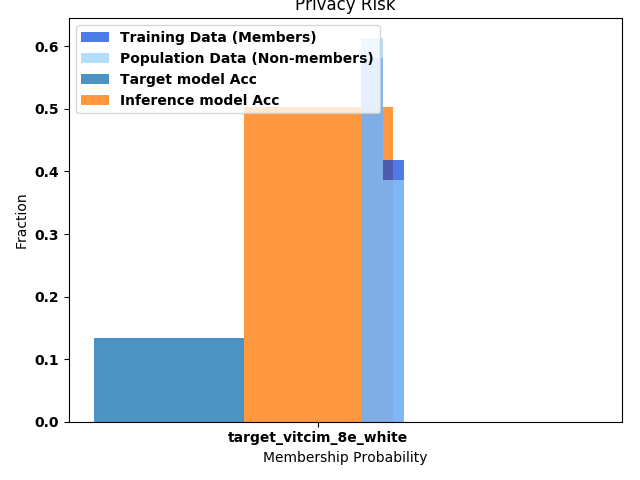 Privacy Risk
Training Data (Members)
Population Data (Non-members)
Target model Acc
Inference model Acc
0.6
0.5
0.4
0.3
0.2
0.1
0.0
Fraction
target_vitcim_8e_white
Membership Probability